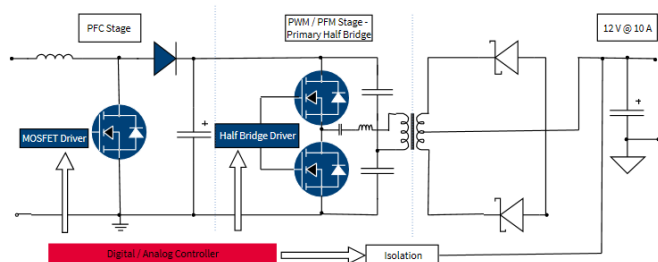 PFC Stage
PWM / PFM Stage -
Primary Half Bridge
12 V @ 10 A
+
+
MOSFET Driver
Half Bridge Driver
Digital / Analog Controller
Isolation